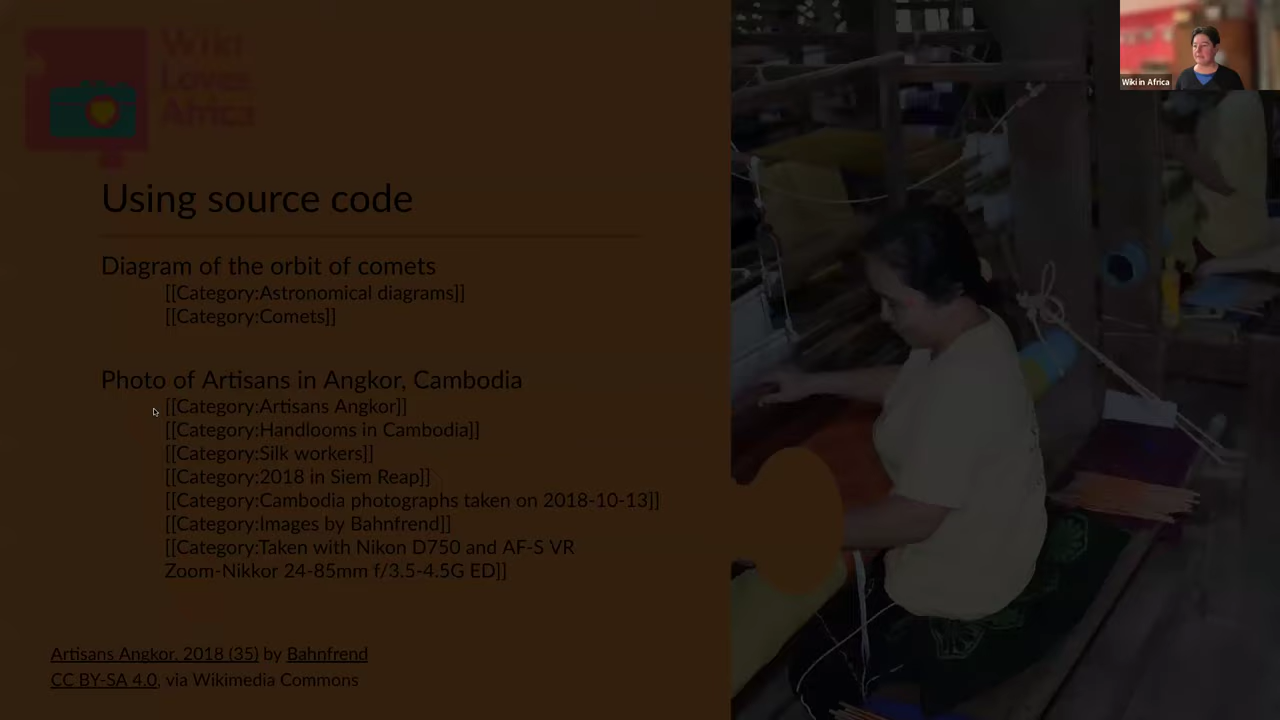 Wiki
Loves
Africa
Wiki in Africa
Using source code
Diagram of the orbit of comets
[[Category:Astronomical diagrams]]
[[Category:Comets]]
Photo of Artisans in Angkor, Cambodia
[[Category:Artisans Angkor]]
[[Category:Handlooms in Cambodia]]
[[Category:Silk workers]]
[[Category:2018 in Siem Reap]]
[[Category:Cambodia photographs taken on 2018-10-13]]
[[Category:Images by Bahnfrend]]
[[Category:Taken with Nikon D750 and AF-S VR
Zoom-Nikkor 24-85mm f/3.5-4.5G ED]]
Artisans Angkor, 2018 (35) by Bahnfrend
CC BY-SA 4.0, via Wikimedia Commons